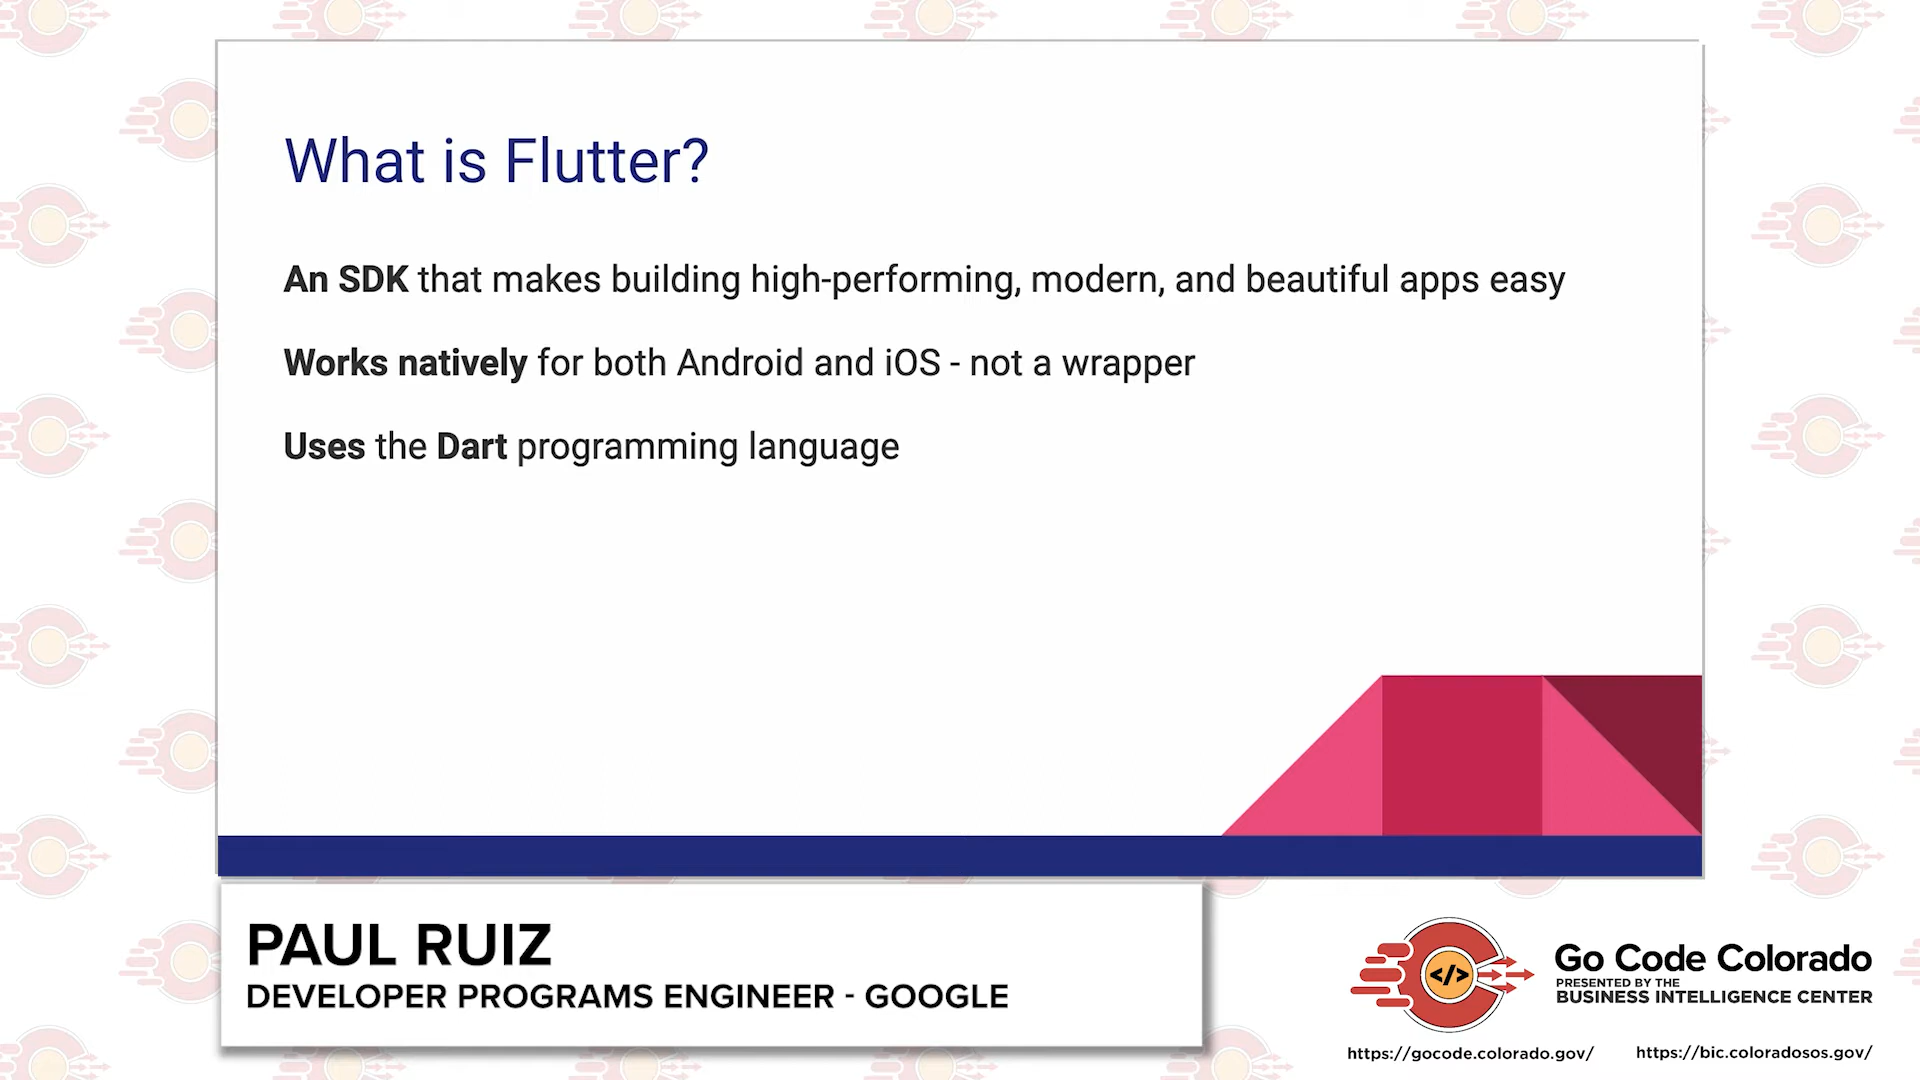 What is Flutter?
An SDK that makes building high-performing, modern, and beautiful apps easy
Works natively for both Android and iOS - not a wrapper
Uses the Dart programming language
PAUL RUIZ
DEVELOPER PROGRAMS ENGINEER - GOOGLE
</>
Go Code Colorado
PRESENTED BY THE
BUSINESS INTELLIGENCE CENTER
https://gocode.colorado.gov/
https://bic.coloradosos.gov/